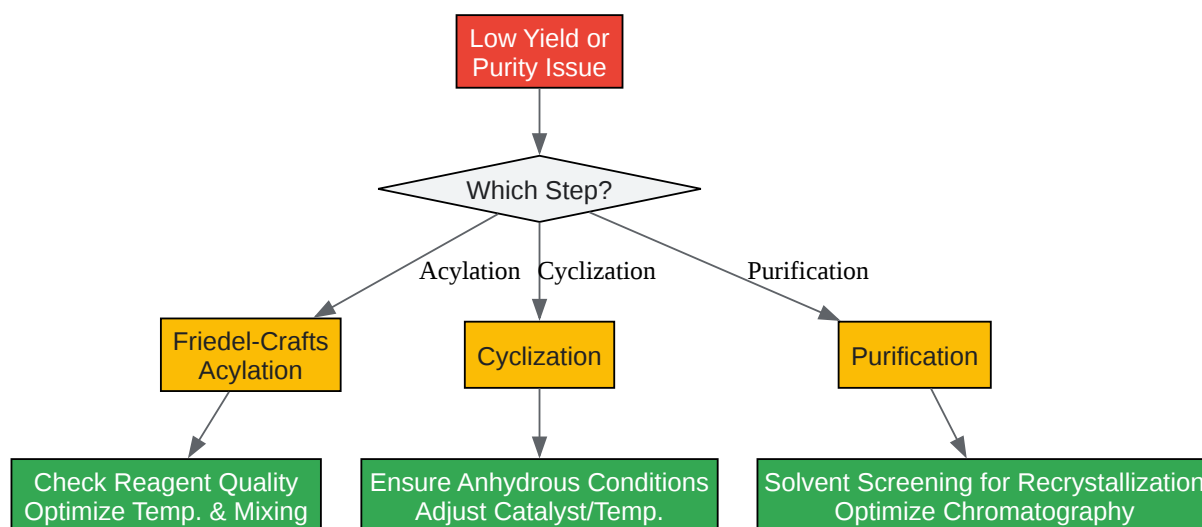 Low Yield or
Purity Issue
Which Step?
Acylation
Cyclization
Purification
Friedel-Crafts
Acylation
Cyclization
Purification
Check Reagent Quality
Optimize Temp. & Mixing
Ensure Anhydrous Conditions
Adjust Catalyst/Temp.
Solvent Screening for Recrystallization
Optimize Chromatography